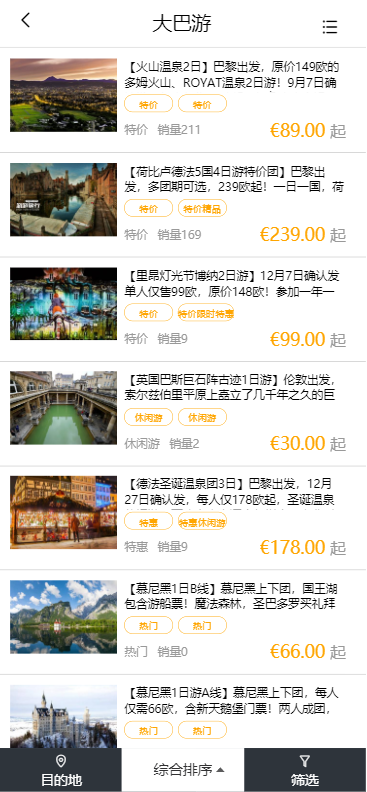 大巴游
【火山温泉2日】巴黎出发，原价149欧的
多姆火山、ROYAT温泉2日游！9月7日确
特价 特价
特价 销量211
€89.00 起
【荷比卢德法5国4日游特价团】巴黎出
发，多团期可选，239欧起！一日一国，荷
特价 特价精品
特价 销量169
€239.00 起
【里昂灯光节博纳2日游】12月7日确认发
单人仅售99欧，原价148欧！参加一年一
特价 特价限时特惠
特价 销量9
€99.00 起
【英国巴斯巨石阵古迹1日游】伦敦出发，
索尔兹伯里平原上矗立了几千年之久的巨
休闲游 休闲游
休闲游 销量2
€30.00 起
【德法圣诞温泉团3日】巴黎出发，12月
27日确认发，每人仅178欧起，圣诞温泉
特惠 特惠休闲游
特惠 销量9
€178.00 起
【慕尼黑1日B线】慕尼黑上下团，国王湖
包含游船票！魔法森林，圣巴多罗买礼拜
热门 热门
热门 销量0
€66.00 起
【慕尼黑1日游A线】慕尼黑上下团，每人
仅需66欧，含新天鹅堡门票！两人成团，
热门 热门
目的地 综合排序 筛选